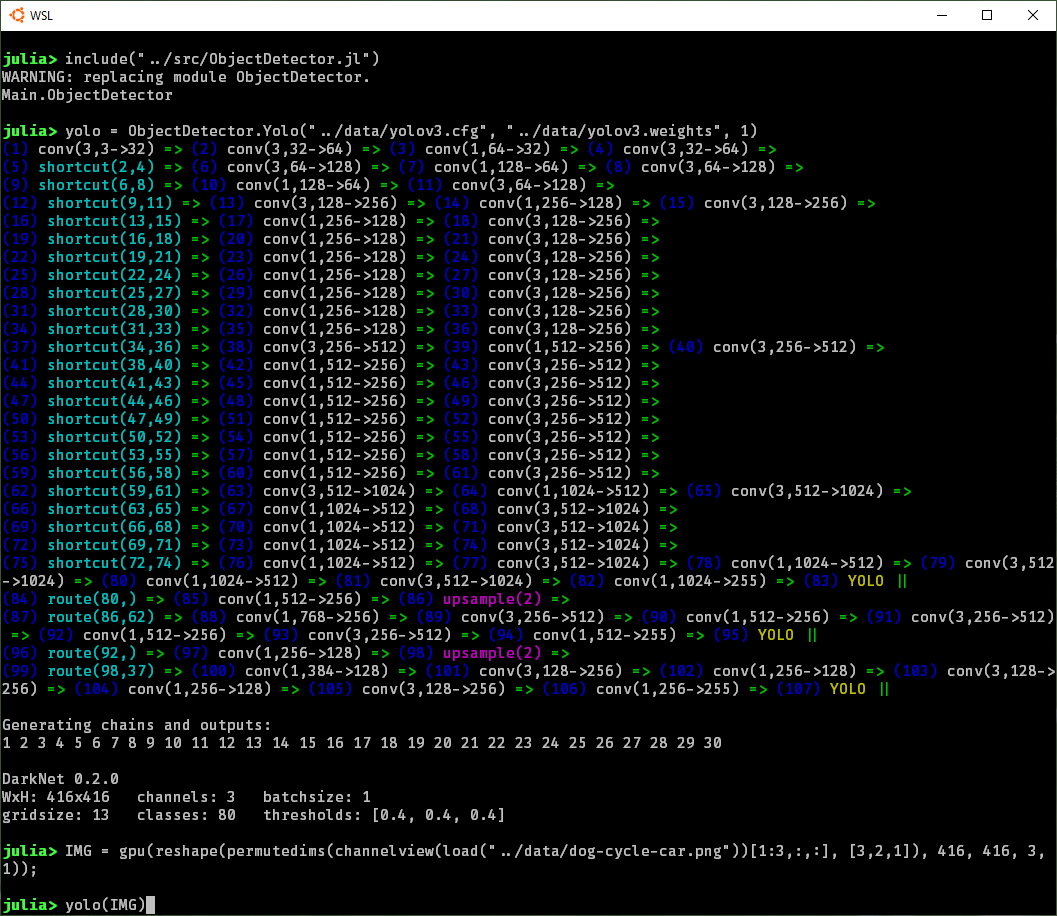 WSL
julia> include("../src/ObjectDetector.jl")
WARNING: replacing module ObjectDetector.
Main.ObjectDetector
julia> yolo = ObjectDetector.Yolo("../data/yolov3.cfg", "../data/yolov3.weights", 1)
(1) conv(3,3->32) => (2) conv(3,32->64) => (3) conv(1,64->32) => (4) conv(3,32->64) =>
(5) shortcut(2,4) => (6) conv(3,64->128) => (7) conv(1,128->64) => (8) conv(3,64->128) =>
(9) shortcut(6,8) => (10) conv(1,128->64) => (11) conv(3,64->128) =>
(12) shortcut(9,11) => (13) conv(3,128->256) => (14) conv(1,256->128) => (15) conv(3,128->256) =>
(16) shortcut(13,15) => (17) conv(1,256->128) => (18) conv(3,128->256) =>
(19) shortcut(16,18) => (20) conv(1,256->128) => (21) conv(3,128->256) =>
(22) shortcut(19,21) => (23) conv(1,256->128) => (24) conv(3,128->256) =>
(25) shortcut(22,24) => (26) conv(1,256->128) => (27) conv(3,128->256) =>
(28) shortcut(25,27) => (29) conv(1,256->128) => (30) conv(3,128->256) =>
(31) shortcut(28,30) => (32) conv(1,256->128) => (33) conv(3,128->256) =>
(34) shortcut(31,33) => (35) conv(1,256->128) => (36) conv(3,128->256) =>
(37) shortcut(34,36) => (38) conv(3,256->512) => (39) conv(1,512->256) => (40) conv(3,256->512) =>
(41) shortcut(38,40) => (42) conv(1,512->256) => (43) conv(3,256->512) =>
(44) shortcut(41,43) => (45) conv(1,512->256) => (46) conv(3,256->512) =>
(47) shortcut(44,46) => (48) conv(1,512->256) => (49) conv(3,256->512) =>
(50) shortcut(47,49) => (51) conv(1,512->256) => (52) conv(3,256->512) =>
(53) shortcut(50,52) => (54) conv(1,512->256) => (55) conv(3,256->512) =>
(56) shortcut(53,55) => (57) conv(1,512->256) => (58) conv(3,256->512) =>
(59) shortcut(56,58) => (60) conv(1,512->256) => (61) conv(3,256->512) =>
(62) shortcut(59,61) => (63) conv(3,512->1024) => (64) conv(1,1024->512) => (65) conv(3,512->1024) =>
(66) shortcut(63,65) => (67) conv(1,1024->512) => (68) conv(3,512->1024) =>
(69) shortcut(66,68) => (70) conv(1,1024->512) => (71) conv(3,512->1024) =>
(72) shortcut(69,71) => (73) conv(1,1024->512) => (74) conv(3,512->1024) =>
(75) shortcut(72,74) => (76) conv(1,1024->512) => (77) conv(3,512->1024) => (78) conv(1,1024->512) => (79) conv(3,512
->1024) => (80) conv(1,1024->512) => (81) conv(3,512->1024) => (82) conv(1,1024->255) => (83) YOLO ||
(84) route(80,) => (85) conv(1,512->256) => (86) upsample(2) =>
(87) route(86,62) => (88) conv(1,768->256) => (89) conv(3,256->512) => (90) conv(1,512->256) => (91) conv(3,256->512)
=> (92) conv(1,512->256) => (93) conv(3,256->512) => (94) conv(1,512->255) => (95) YOLO ||
(96) route(92,) => (97) conv(1,256->128) => (98) upsample(2) =>
(99) route(98,37) => (100) conv(1,384->128) => (101) conv(3,128->256) => (102) conv(1,256->128) => (103) conv(3,128->
256) => (104) conv(1,256->128) => (105) conv(3,128->256) => (106) conv(1,256->255) => (107) YOLO ||
Generating chains and outputs:
1 2 3 4 5 6 7 8 9 10 11 12 13 14 15 16 17 18 19 20 21 22 23 24 25 26 27 28 29 30
DarkNet 0.2.0
WxH: 416x416 channels: 3 batchsize: 1
gridsize: 13 classes: 80 thresholds: [0.4, 0.4, 0.4]
julia> IMG = gpu(reshape(permutedims(channelview(load("../data/dog-cycle-car.png"))[1:3,:,:], [3,2,1]), 416, 416, 3,
1));
julia> yolo(IMG)